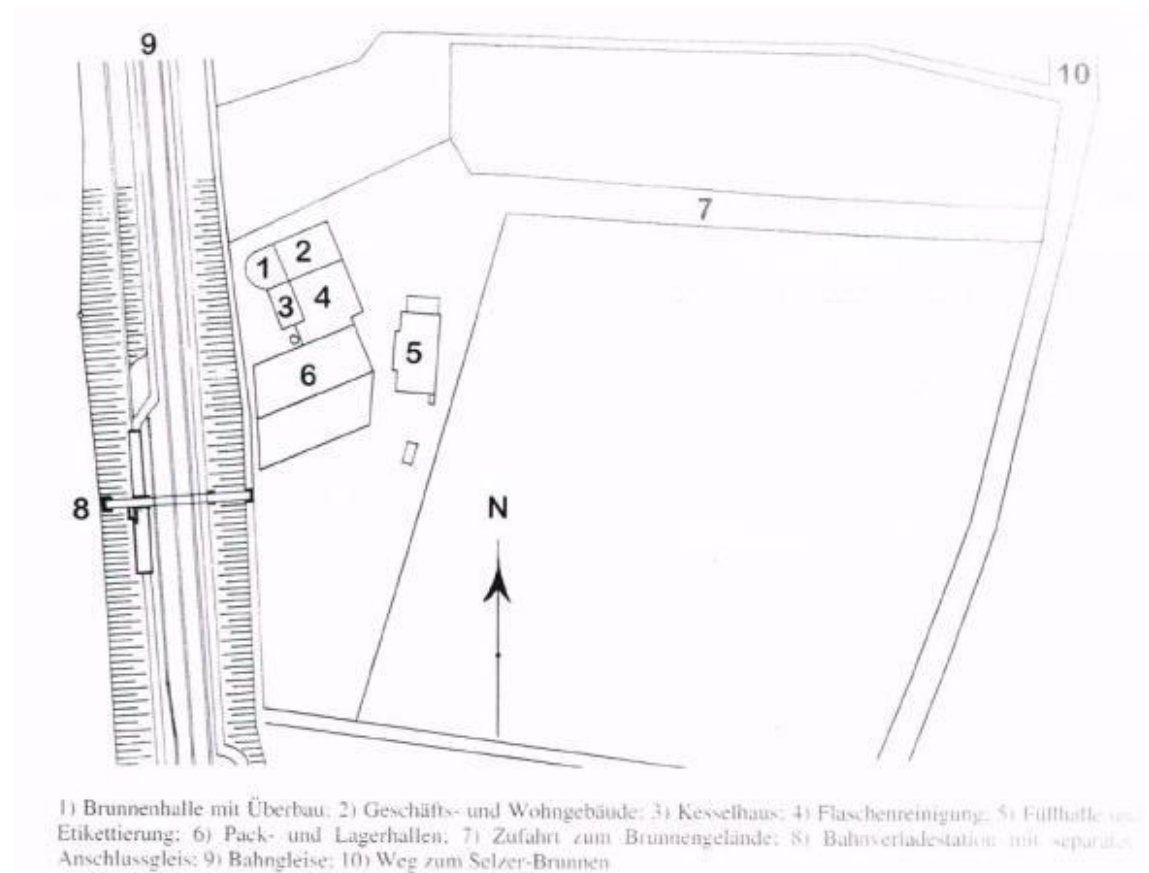 9
10
7
1
2
3
4
5
6
8
N
1) Brunnenhalle mit Überbau; 2) Geschäfts- und Wohngebäude; 3) Kesselhaus; 4) Flaschenreinigung; 5) Füllhalle und
Etikettierung; 6) Pack- und Lagerhallen; 7) Zufahrt zum Brunnengelände; 8) Bahnverladestation mit separatem
Anschlussgleis; 9) Bahngleise; 10) Weg zum Selzer-Brunnen